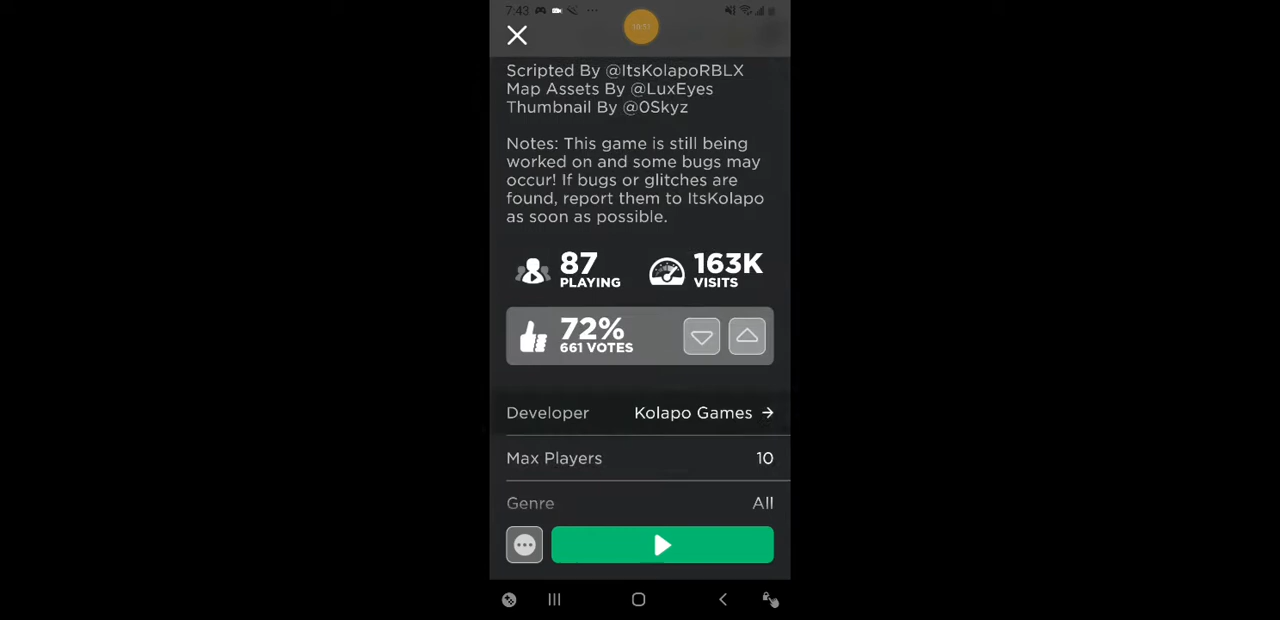 7:43
Scripted By @ItsKolapoRBLX
Map Assets By @LuxEyes
Thumbnail By @0Skyz
Notes: This game is still being
worked on and some bugs may
occur! If bugs or glitches are
found, report them to ItsKolapo
as soon as possible.
87
PLAYING
163K
VISITS
72%
661 VOTES
Developer Kolapo Games →
Max Players 10
Genre All